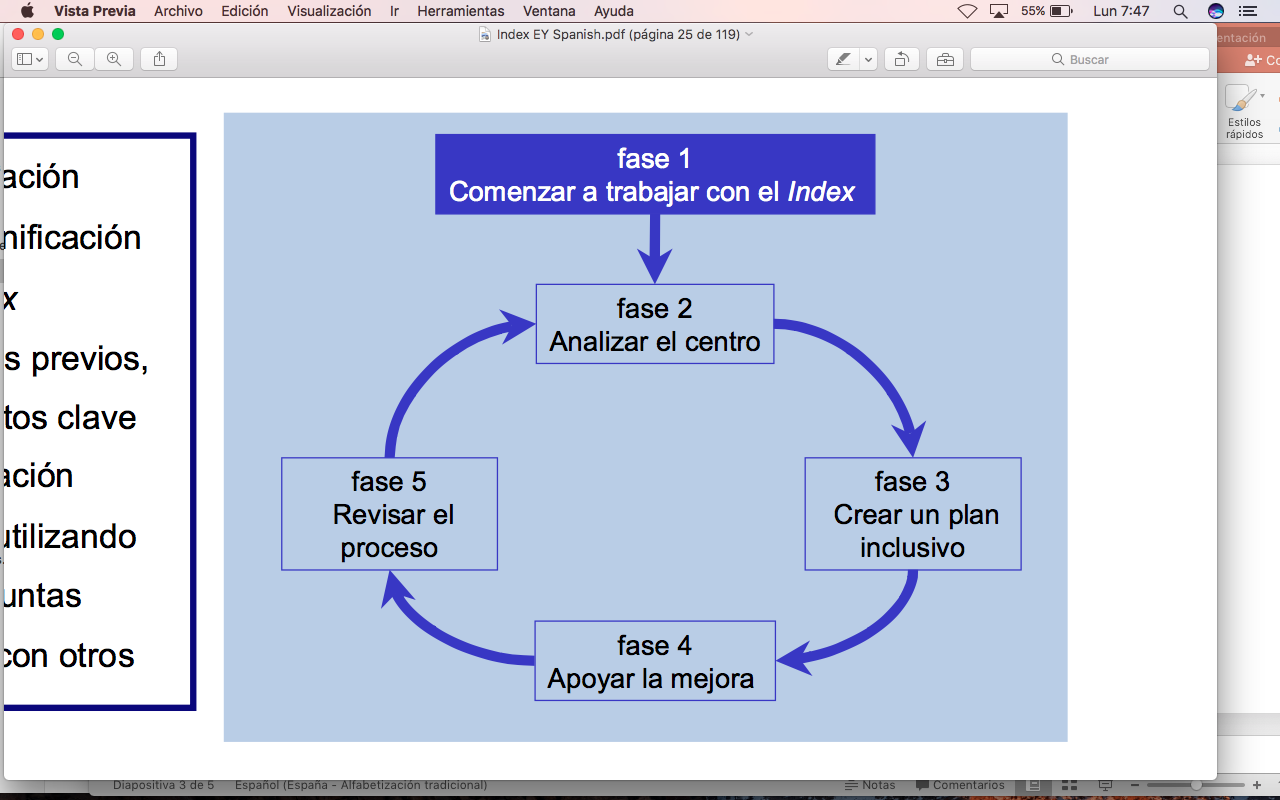 Vista Previa Archivo Edición Visualización Ir Herramientas Ventana Ayuda 55% Lun 7:47
Index EY Spanish.pdf (página 25 de 119)
Buscar
entación
Co
Estilos
rápidos
ación
nificación
x
s previos,
tos clave
ación
utilizando
untas
con otros
fase 1
Comenzar a trabajar con el Index
fase 2
Analizar el centro
fase 3
Crear un plan
inclusivo
fase 4
Apoyar la mejora
fase 5
Revisar el
proceso
Diapositiva 3 de 5 Español (España - Alfabetización tradicional) Notas Comentarios